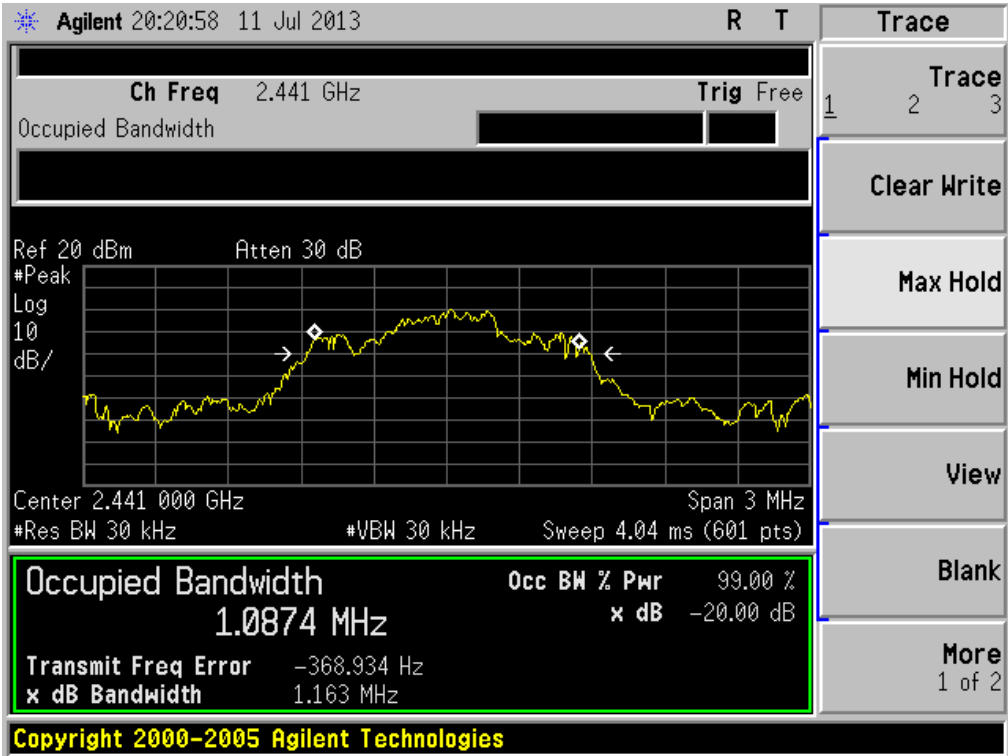 Agilent 20:20:58 11 Jul 2013 R T
Trace
Ch Freq 2.441 GHz Trig Free
Occupied Bandwidth
Ref 20 dBm Atten 30 dB
#Peak
Log
10
dB/
Center 2.441 000 GHz Span 3 MHz
#Res BW 30 kHz #VBW 30 kHz Sweep 4.04 ms (601 pts)
Occupied Bandwidth
1.0874 MHz
Occ BW % Pwr 99.00 %
x dB -20.00 dB
Transmit Freq Error -368.934 Hz
x dB Bandwidth 1.163 MHz
Copyright 2000-2005 Agilent Technologies
Trace
1 2 3
Clear Write
Max Hold
Min Hold
View
Blank
More
1 of 2